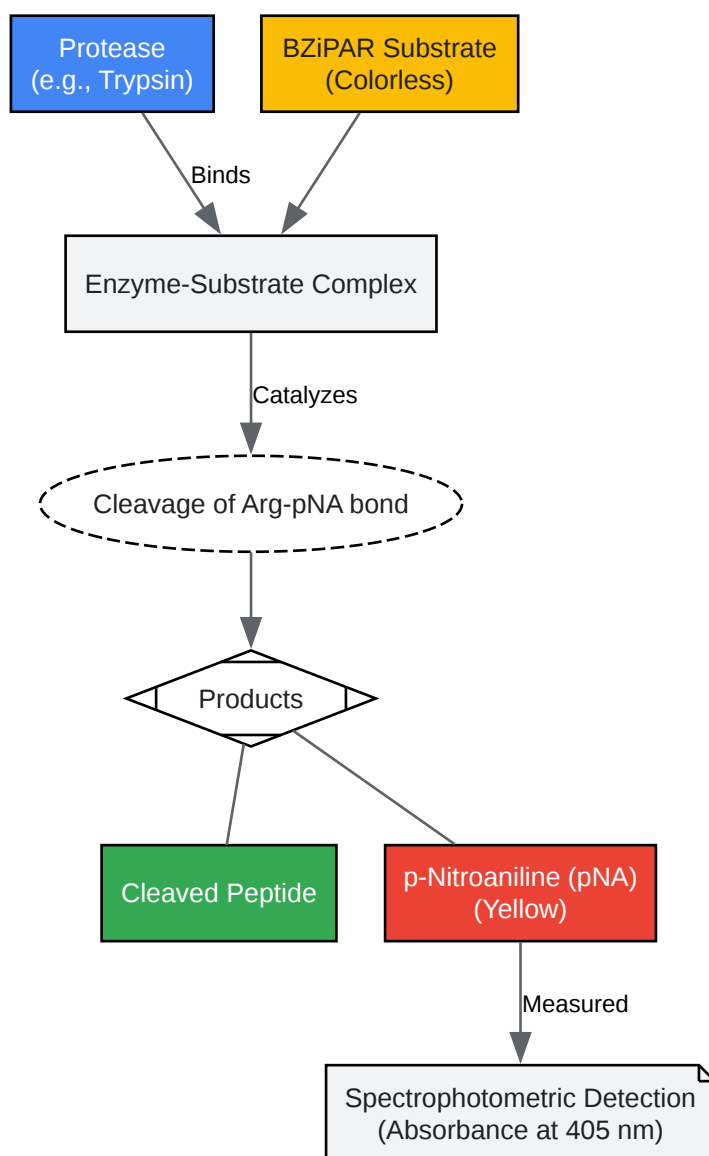 Protease
(e.g., Trypsin)
BZiPAR Substrate
(Colorless)
Binds
Enzyme-Substrate Complex
Catalyzes
Cleavage of Arg-pNA bond
Products
Cleaved Peptide
p-Nitroaniline (pNA)
(Yellow)
Measured
Spectrophotometric Detection
(Absorbance at 405 nm)